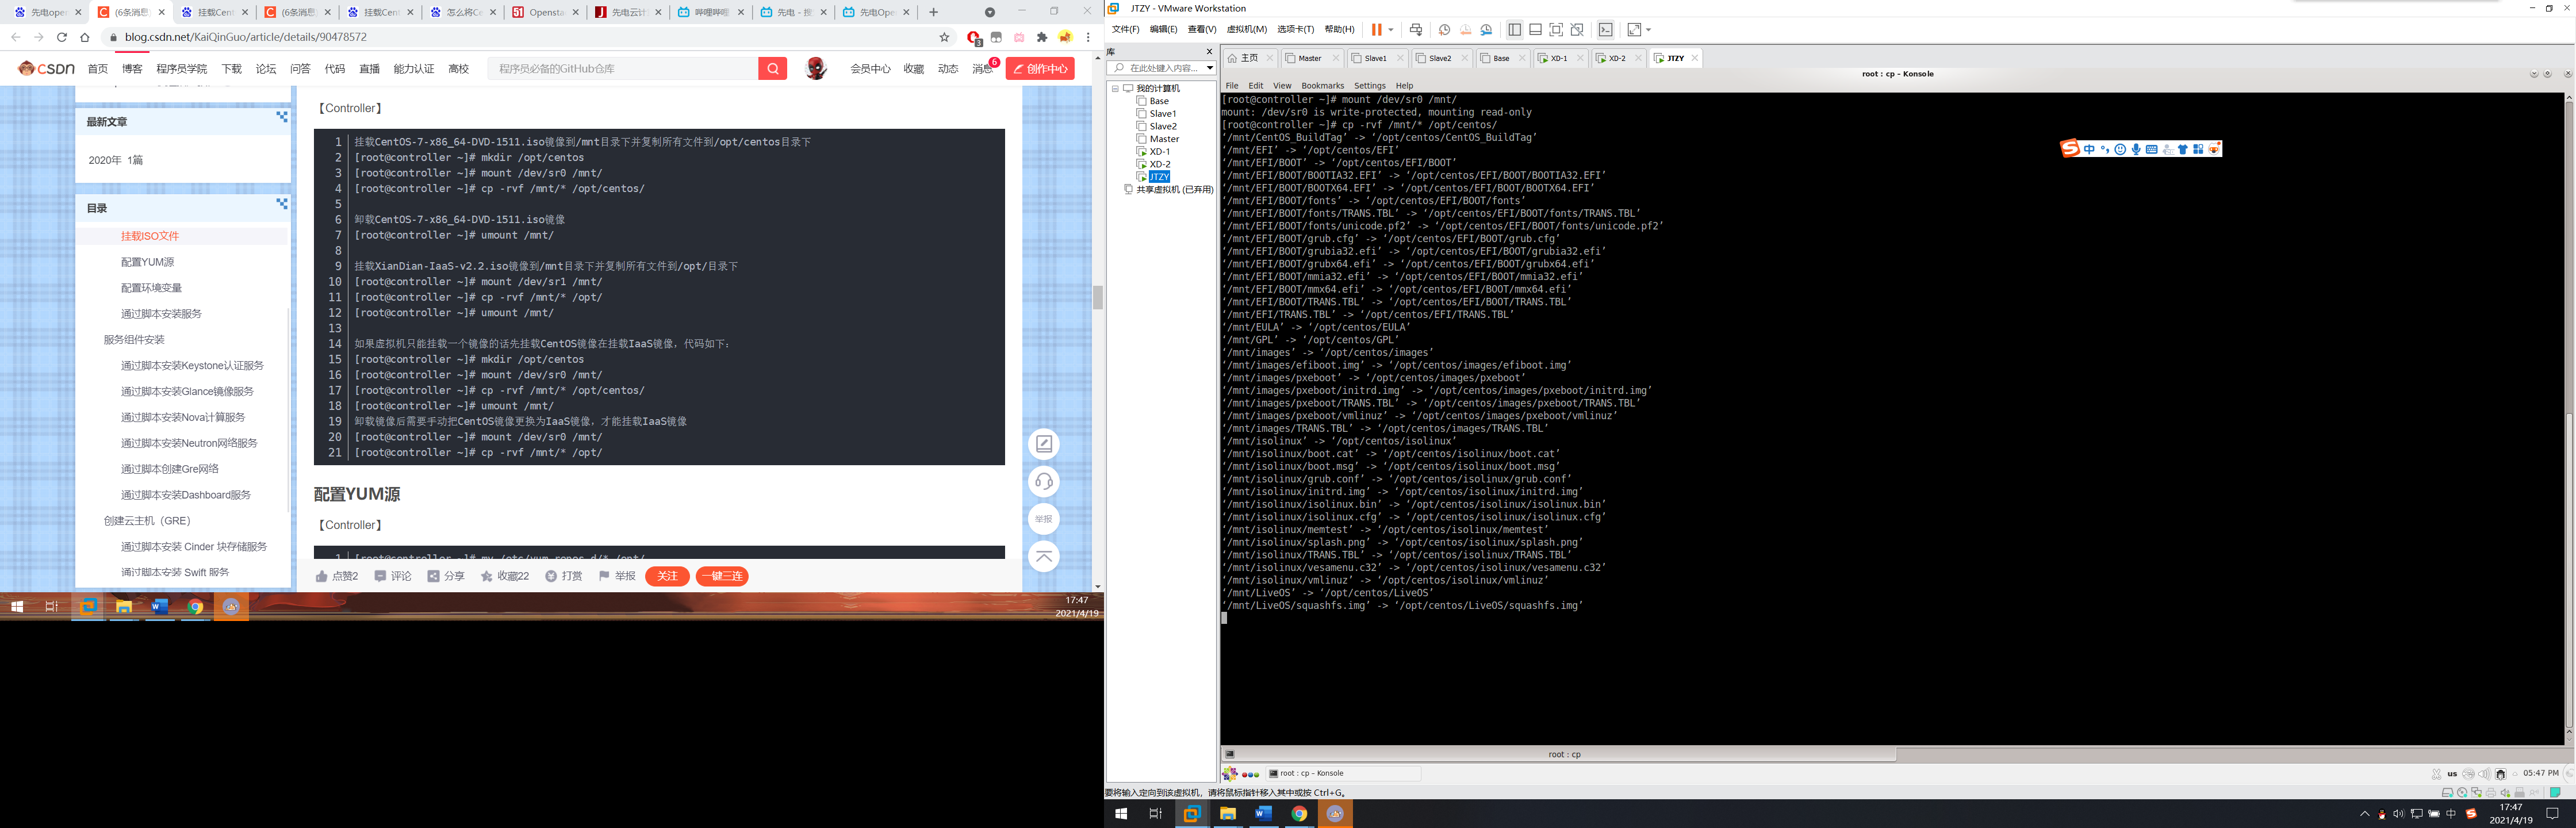 先电ope
(6条消息
挂载Cent
(6条消息
挂载Cent
怎么将Ce
Opensta
先电云计
哔哩哔哩
先电 - 搜
先电Ope
blog.csdn.net/KaiQinGuo/article/details/90478572
CSDN 首页 博客 程序员学院 下载 论坛 问答 代码 直播 能力认证 高校 程序员必备的GitHub仓库 会员中心 收藏 动态 消息 6 创作中心
最新文章
2020年 1篇
目录
挂载ISO文件
配置YUM源
配置环境变量
通过脚本安装服务
服务组件安装
通过脚本安装Keystone认证服务
通过脚本安装Glance镜像服务
通过脚本安装Nova计算服务
通过脚本安装Neutron网络服务
通过脚本创建Gre网络
通过脚本安装Dashboard服务
创建云主机（GRE）
通过脚本安装 Cinder 块存储服务
通过脚本安装 Swift 服务
【Controller】
1 挂载CentOS-7-x86_64-DVD-1511.iso镜像到/mnt目录下并复制所有文件到/opt/centos目录下
2 [root@controller ~]# mkdir /opt/centos
3 [root@controller ~]# mount /dev/sr0 /mnt/
4 [root@controller ~]# cp -rvf /mnt/* /opt/centos/
5
6 卸载CentOS-7-x86_64-DVD-1511.iso镜像
7 [root@controller ~]# umount /mnt/
8
9 挂载XianDian-IaaS-v2.2.iso镜像到/mnt目录下并复制所有文件到/opt/目录下
10 [root@controller ~]# mount /dev/sr1 /mnt/
11 [root@controller ~]# cp -rvf /mnt/* /opt/
12 [root@controller ~]# umount /mnt/
13
14 如果虚拟机只能挂载一个镜像的话先挂载CentOS镜像在挂载IaaS镜像，代码如下：
15 [root@controller ~]# mkdir /opt/centos
16 [root@controller ~]# mount /dev/sr0 /mnt/
17 [root@controller ~]# cp -rvf /mnt/* /opt/centos/
18 [root@controller ~]# umount /mnt/
19 卸载镜像后需要手动把CentOS镜像更换为IaaS镜像，才能挂载IaaS镜像
20 [root@controller ~]# mount /dev/sr0 /mnt/
21 [root@controller ~]# cp -rvf /mnt/* /opt/
配置YUM源
【Controller】
1 [root@controller ~]# mv /etc/yum.repos.d/* /opt/
举报
点赞2 评论 分享 收藏22 打赏 举报 关注 一键三连
17:47
2021/4/19
JTZY - VMware Workstation
文件(F) 编辑(E) 查看(V) 虚拟机(M) 选项卡(T) 帮助(H)
库
在此处键入内容...
我的计算机
Base
Slave1
Slave2
Master
XD-1
XD-2
JTZY
共享虚拟机 (已弃用)
主页 Master Slave1 Slave2 Base XD-1 XD-2 JTZY
root : cp – Konsole
File Edit View Bookmarks Settings Help
[root@controller ~]# mount /dev/sr0 /mnt/
mount: /dev/sr0 is write-protected, mounting read-only
[root@controller ~]# cp -rvf /mnt/* /opt/centos/
‘/mnt/CentOS_BuildTag’ -> ‘/opt/centos/CentOS_BuildTag’
‘/mnt/EFI’ -> ‘/opt/centos/EFI’
‘/mnt/EFI/BOOT’ -> ‘/opt/centos/EFI/BOOT’
‘/mnt/EFI/BOOT/BOOTIA32.EFI’ -> ‘/opt/centos/EFI/BOOT/BOOTIA32.EFI’
‘/mnt/EFI/BOOT/BOOTX64.EFI’ -> ‘/opt/centos/EFI/BOOT/BOOTX64.EFI’
‘/mnt/EFI/BOOT/fonts’ -> ‘/opt/centos/EFI/BOOT/fonts’
‘/mnt/EFI/BOOT/fonts/TRANS.TBL’ -> ‘/opt/centos/EFI/BOOT/fonts/TRANS.TBL’
‘/mnt/EFI/BOOT/fonts/unicode.pf2’ -> ‘/opt/centos/EFI/BOOT/fonts/unicode.pf2’
‘/mnt/EFI/BOOT/grub.cfg’ -> ‘/opt/centos/EFI/BOOT/grub.cfg’
‘/mnt/EFI/BOOT/grubia32.efi’ -> ‘/opt/centos/EFI/BOOT/grubia32.efi’
‘/mnt/EFI/BOOT/grubx64.efi’ -> ‘/opt/centos/EFI/BOOT/grubx64.efi’
‘/mnt/EFI/BOOT/mmia32.efi’ -> ‘/opt/centos/EFI/BOOT/mmia32.efi’
‘/mnt/EFI/BOOT/mmx64.efi’ -> ‘/opt/centos/EFI/BOOT/mmx64.efi’
‘/mnt/EFI/BOOT/TRANS.TBL’ -> ‘/opt/centos/EFI/BOOT/TRANS.TBL’
‘/mnt/EFI/TRANS.TBL’ -> ‘/opt/centos/EFI/TRANS.TBL’
‘/mnt/EULA’ -> ‘/opt/centos/EULA’
‘/mnt/GPL’ -> ‘/opt/centos/GPL’
‘/mnt/images’ -> ‘/opt/centos/images’
‘/mnt/images/efiboot.img’ -> ‘/opt/centos/images/efiboot.img’
‘/mnt/images/pxeboot’ -> ‘/opt/centos/images/pxeboot’
‘/mnt/images/pxeboot/initrd.img’ -> ‘/opt/centos/images/pxeboot/initrd.img’
‘/mnt/images/pxeboot/TRANS.TBL’ -> ‘/opt/centos/images/pxeboot/TRANS.TBL’
‘/mnt/images/pxeboot/vmlinuz’ -> ‘/opt/centos/images/pxeboot/vmlinuz’
‘/mnt/images/TRANS.TBL’ -> ‘/opt/centos/images/TRANS.TBL’
‘/mnt/isolinux’ -> ‘/opt/centos/isolinux’
‘/mnt/isolinux/boot.cat’ -> ‘/opt/centos/isolinux/boot.cat’
‘/mnt/isolinux/boot.msg’ -> ‘/opt/centos/isolinux/boot.msg’
‘/mnt/isolinux/grub.conf’ -> ‘/opt/centos/isolinux/grub.conf’
‘/mnt/isolinux/initrd.img’ -> ‘/opt/centos/isolinux/initrd.img’
‘/mnt/isolinux/isolinux.bin’ -> ‘/opt/centos/isolinux/isolinux.bin’
‘/mnt/isolinux/isolinux.cfg’ -> ‘/opt/centos/isolinux/isolinux.cfg’
‘/mnt/isolinux/memtest’ -> ‘/opt/centos/isolinux/memtest’
‘/mnt/isolinux/splash.png’ -> ‘/opt/centos/isolinux/splash.png’
‘/mnt/isolinux/TRANS.TBL’ -> ‘/opt/centos/isolinux/TRANS.TBL’
‘/mnt/isolinux/vesamenu.c32’ -> ‘/opt/centos/isolinux/vesamenu.c32’
‘/mnt/isolinux/vmlinuz’ -> ‘/opt/centos/isolinux/vmlinuz’
‘/mnt/LiveOS’ -> ‘/opt/centos/LiveOS’
‘/mnt/LiveOS/squashfs.img’ -> ‘/opt/centos/LiveOS/squashfs.img’
中
root : cp
root : cp – Konsole
us 05:47 PM
要将输入定向到该虚拟机，请将鼠标指针移入其中或按 Ctrl+G。
中 17:47
2021/4/19